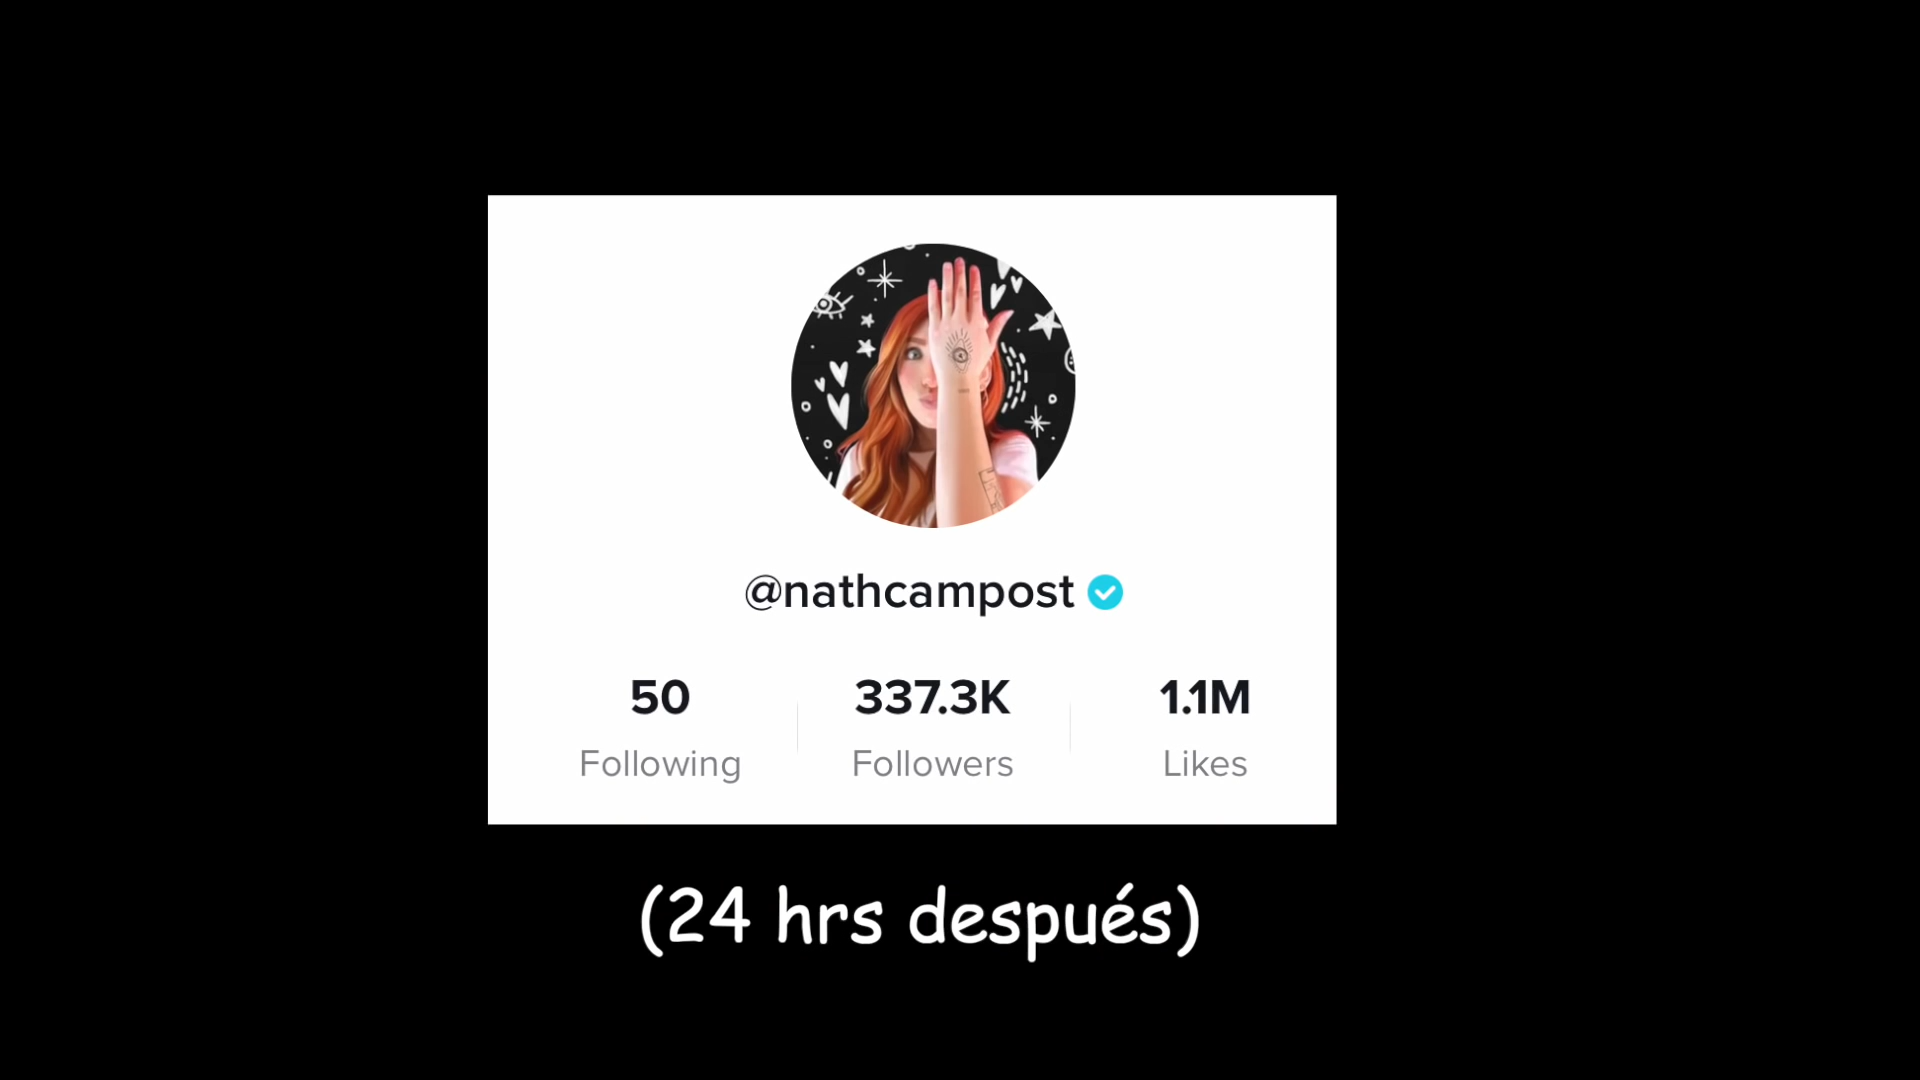 @nathcampost
50 337.3K 1.1M
Following Followers Likes
(24 hrs después)